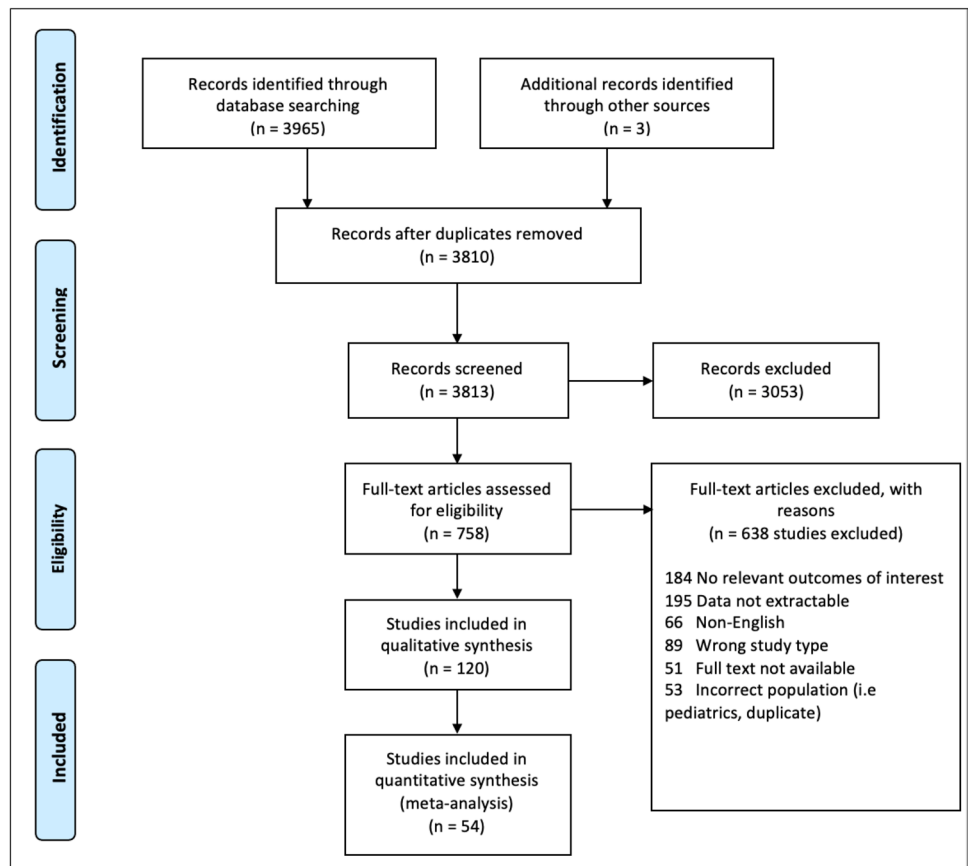 Identification
Records identified through
database searching
(n = 3965)
Additional records identified
through other sources
(n = 3)
Records after duplicates removed
(n = 3810)
Screening
Records screened
(n = 3813)
Records excluded
(n = 3053)
Eligibility
Full-text articles assessed
for eligibility
(n = 758)
Full-text articles excluded, with
reasons
(n = 638 studies excluded)
184 No relevant outcomes of interest
195 Data not extractable
66 Non-English
89 Wrong study type
51 Full text not available
53 Incorrect population (i.e
pediatrics, duplicate)
Studies included in
qualitative synthesis
(n = 120)
Included
Studies included in
quantitative synthesis
(meta-analysis)
(n = 54)